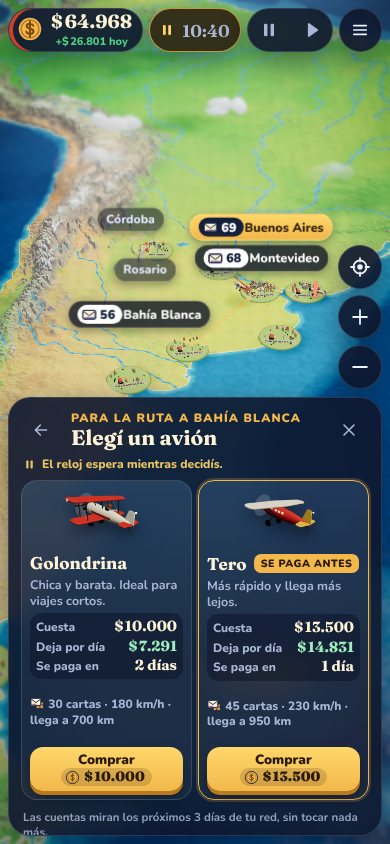 $64.968
+$26.801 hoy
10:40
Córdoba
69 Buenos Aires
68 Montevideo
Rosario
56 Bahía Blanca
PARA LA RUTA A BAHÍA BLANCA
Elegí un avión
El reloj espera mientras decidís.
Golondrina
Chica y barata. Ideal para
viajes cortos.
Cuesta $10.000
Deja por día $7.291
Se paga en 2 días
30 cartas · 180 km/h ·
llega a 700 km
Comprar
$10.000
Tero SE PAGA ANTES
Más rápido y llega más
lejos.
Cuesta $13.500
Deja por día $14.831
Se paga en 1 día
45 cartas · 230 km/h ·
llega a 950 km
Comprar
$13.500
Las cuentas miran los próximos 3 días de tu red, sin tocar nada
más.